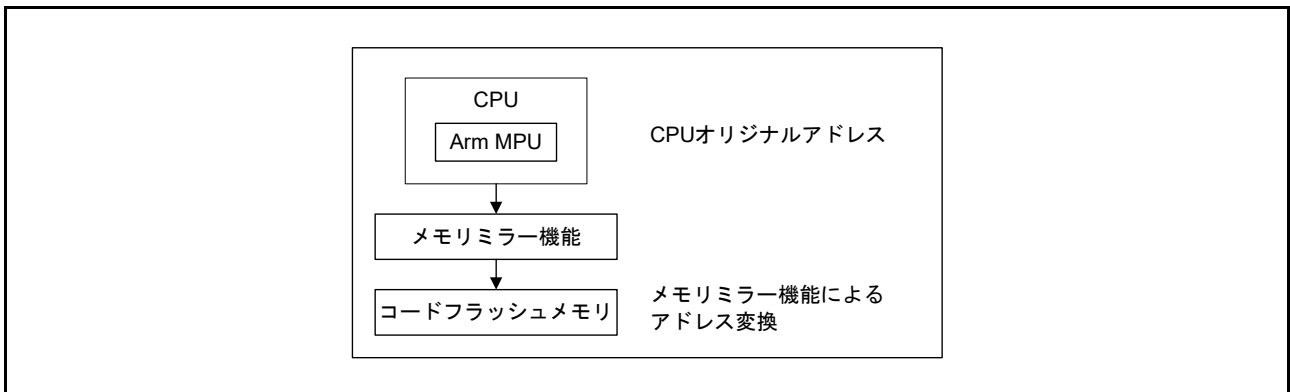 CPU
Arm MPU
CPUオリジナルアドレス
メモリミラー機能
コードフラッシュメモリ
メモリミラー機能による
アドレス変換